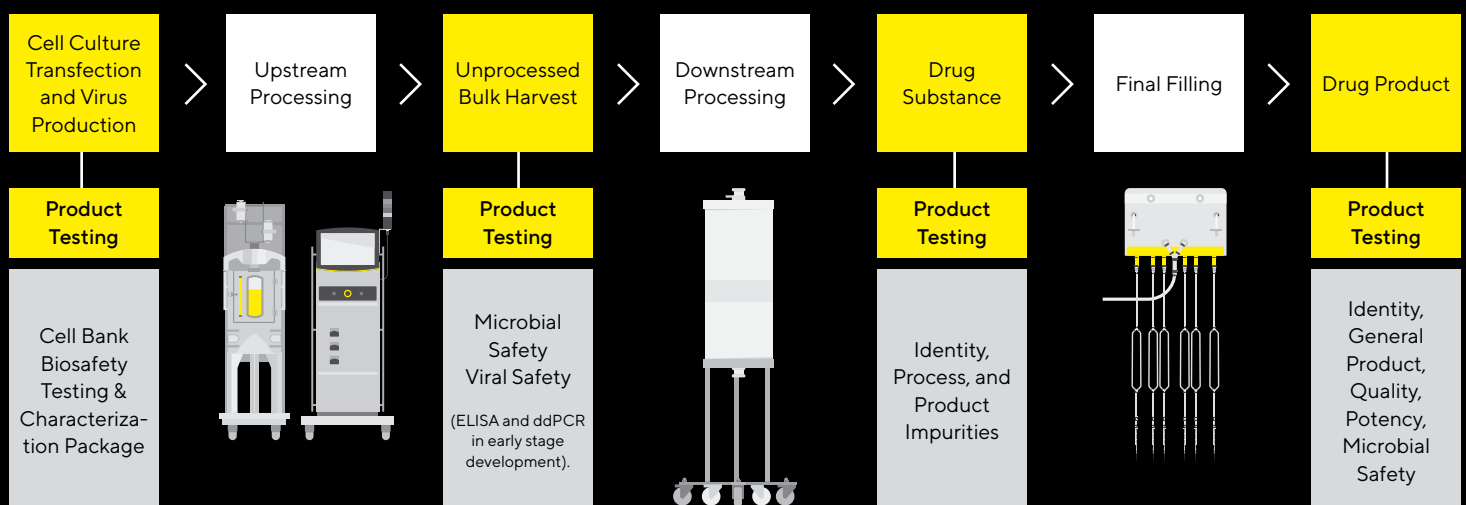 Cell Culture
Transfection
and Virus
Production
Upstream
Processing
Unprocessed
Bulk Harvest
Downstream
Processing
Drug
Substance
Final Filling
Drug Product
Product
Testing
Product
Testing
Product
Testing
Product
Testing
Cell Bank
Biosafety
Testing &
Characteriza-
tion Package
Microbial
Safety
Viral Safety
(ELISA and ddPCR
in early stage
development).
Identity,
Process, and
Product
Impurities
Identity,
General
Product,
Quality,
Potency,
Microbial
Safety